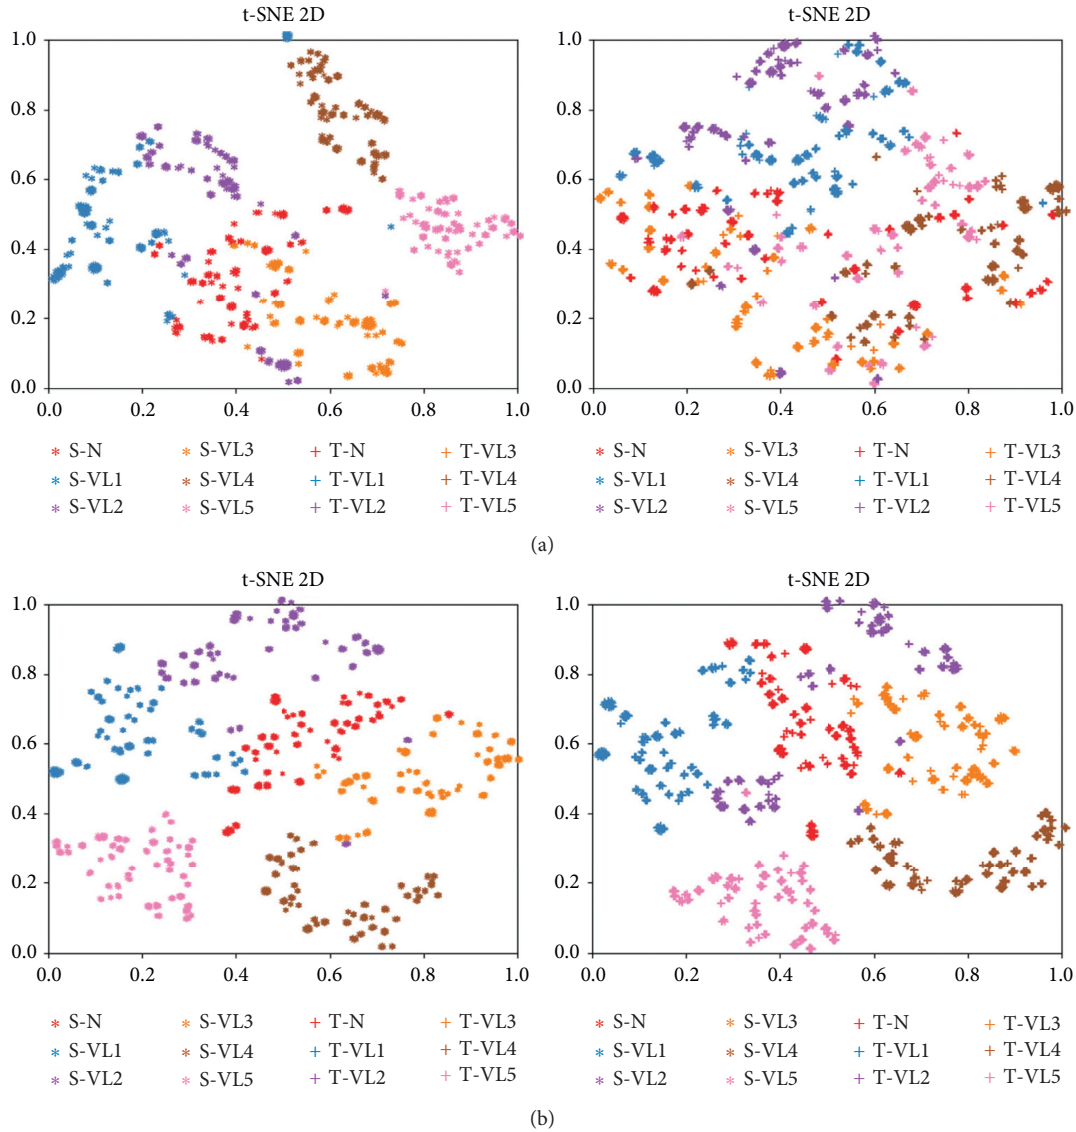 t-SNE 2D
t-SNE 2D
1.0
0.8
0.6
0.4
0.2
0.0
0.0 0.2 0.4 0.6 0.8 1.0
1.0
0.8
0.6
0.4
0.2
0.0
0.0 0.2 0.4 0.6 0.8 1.0
S-N S-VL3 T-N T-VL3
S-VL1 S-VL4 T-VL1 T-VL4
S-VL2 S-VL5 T-VL2 T-VL5
S-N S-VL3 T-N T-VL3
S-VL1 S-VL4 T-VL1 T-VL4
S-VL2 S-VL5 T-VL2 T-VL5
(a)
t-SNE 2D
t-SNE 2D
1.0
0.8
0.6
0.4
0.2
0.0
0.0 0.2 0.4 0.6 0.8 1.0
1.0
0.8
0.6
0.4
0.2
0.0
0.0 0.2 0.4 0.6 0.8 1.0
S-N S-VL3 T-N T-VL3
S-VL1 S-VL4 T-VL1 T-VL4
S-VL2 S-VL5 T-VL2 T-VL5
S-N S-VL3 T-N T-VL3
S-VL1 S-VL4 T-VL1 T-VL4
S-VL2 S-VL5 T-VL2 T-VL5
(b)